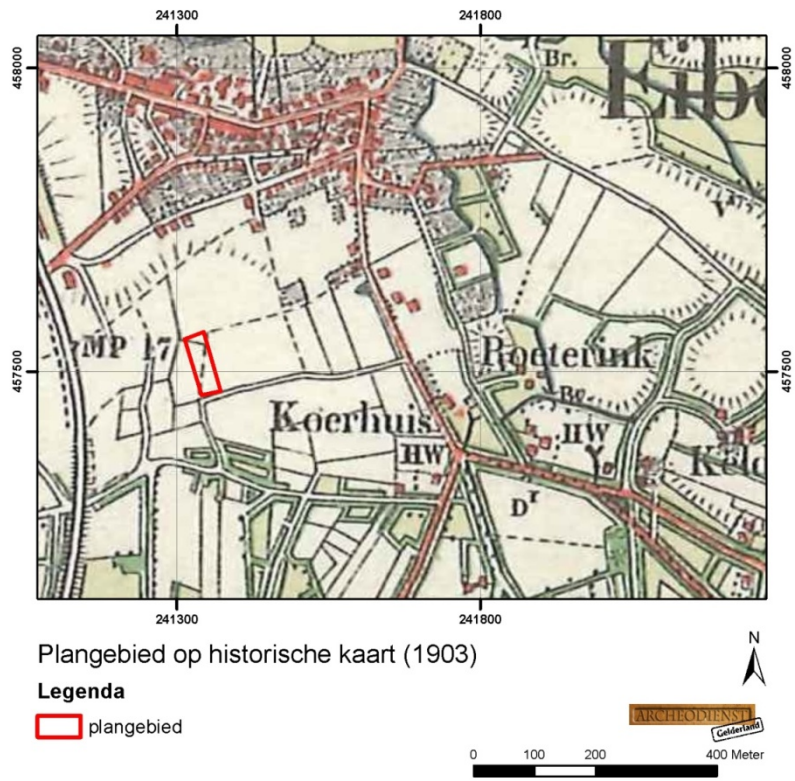 241300 241800
458000 458000
Br.
Eibe
MP 17
457500 457500
Roeterink
Br.
Koerhuis
HW
HW
Dr
241300 241800
Plangebied op historische kaart (1903)
N
Legenda
plangebied
ARCHEODIENST
Gelderland
0 100 200 400 Meter